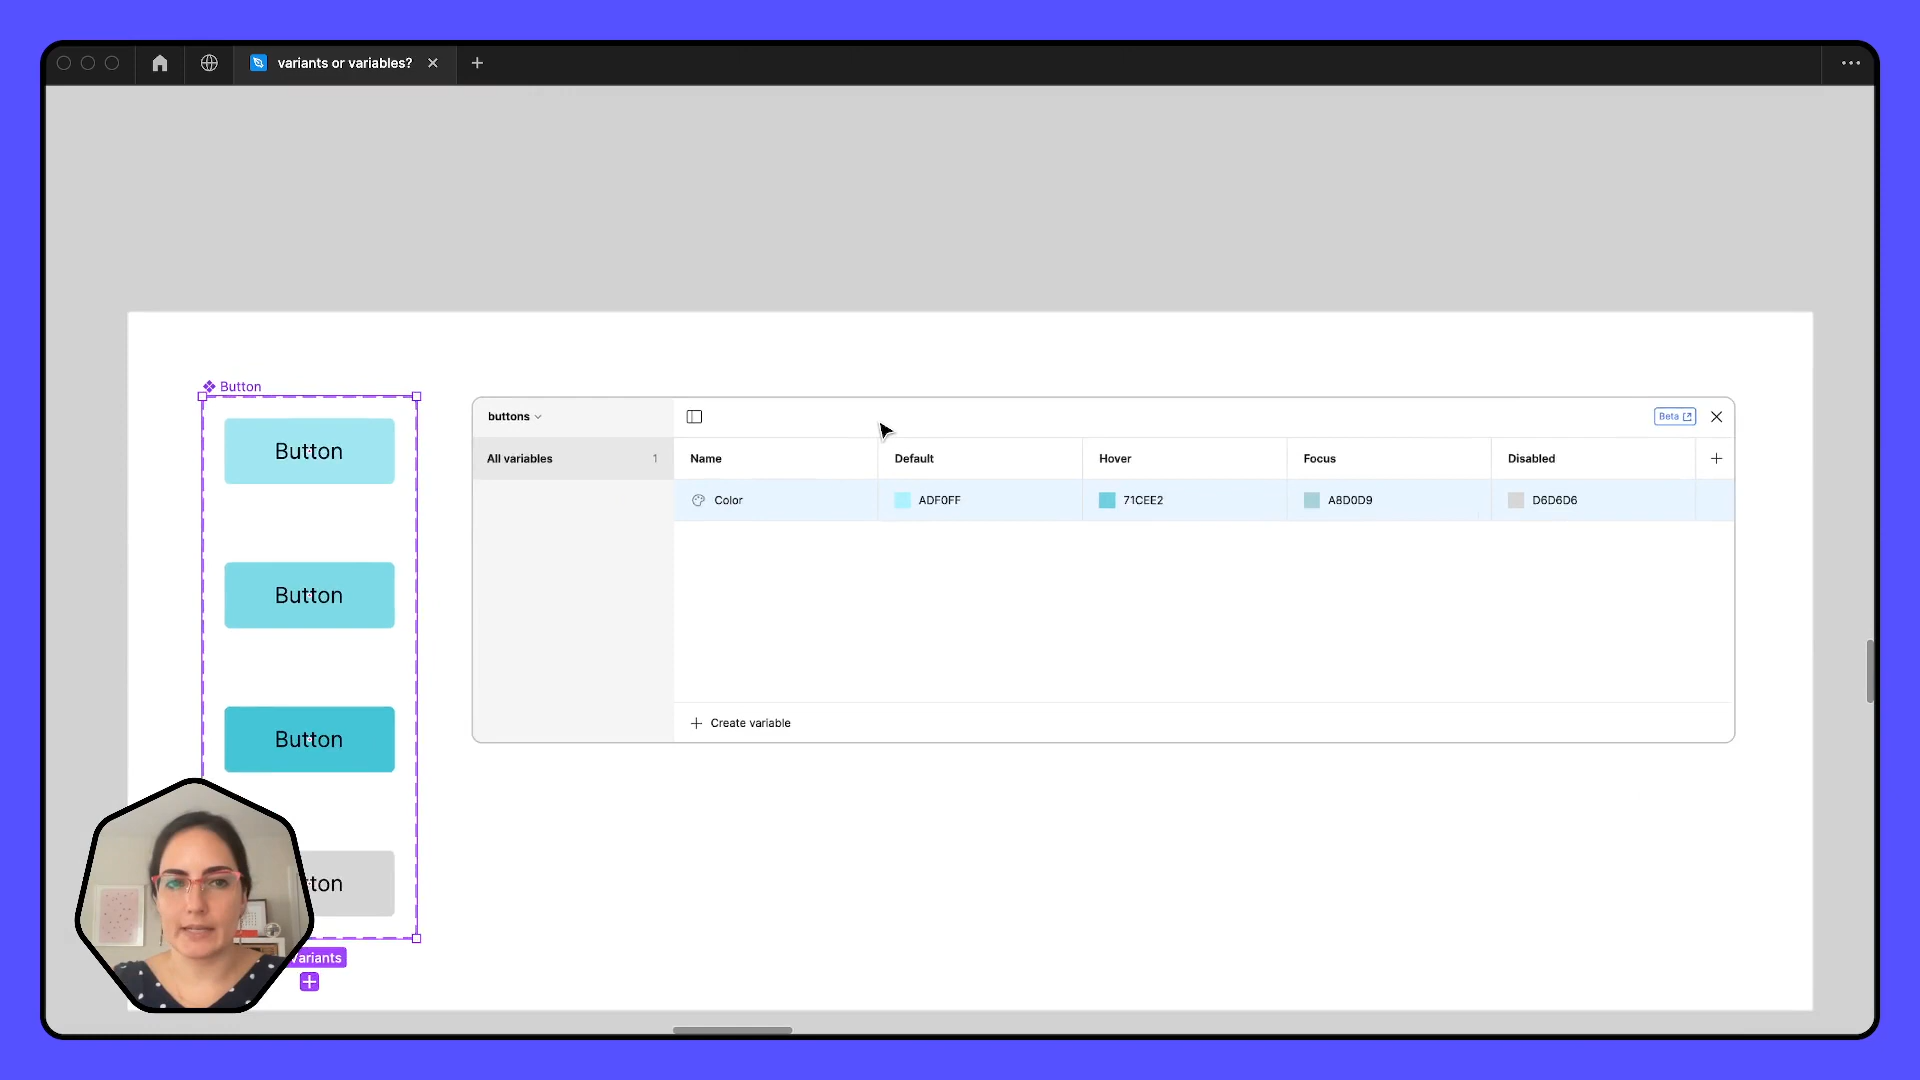 variants or variables?
Button
Button
Button
Button
ton
variants
buttons
Beta
All variables 1
Name Default Hover Focus Disabled
Color ADF0FF 71CEE2 A8D0D9 D6D6D6
Create variable